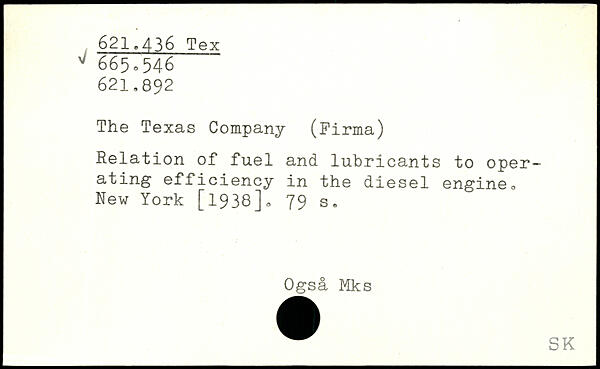 621.436 Tex
✓ 665.546
621.892
The Texas Company (Firma)
Relation of fuel and lubricants to oper-
ating efficiency in the diesel engine.
New York [1938]. 79 s.
Også Mks
SK